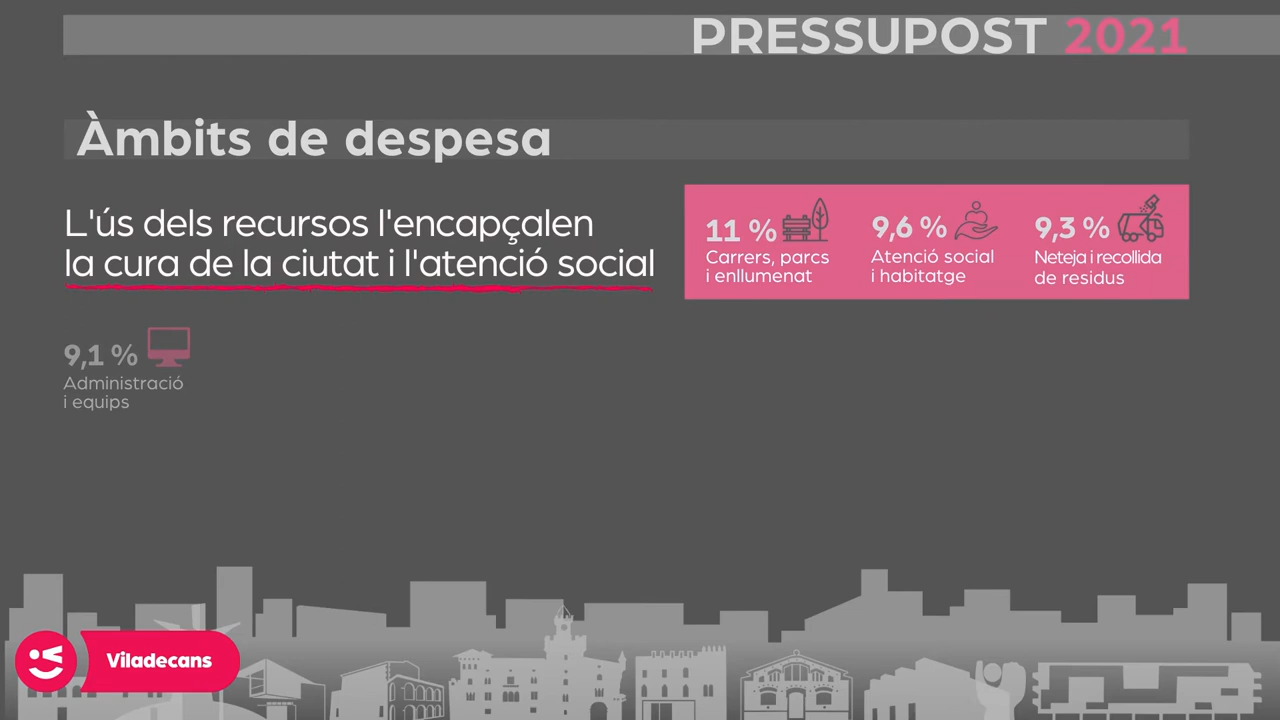 PRESSUPOST 2021
Àmbits de despesa
L'ús dels recursos l'encapçalen
la cura de la ciutat i l'atenció social
11 %
Carrers, parcs
i enllumenat
9,6 %
Atenció social
i habitatge
9,3 %
Neteja i recollida
de residus
9,1 %
Administració
i equips
Viladecans